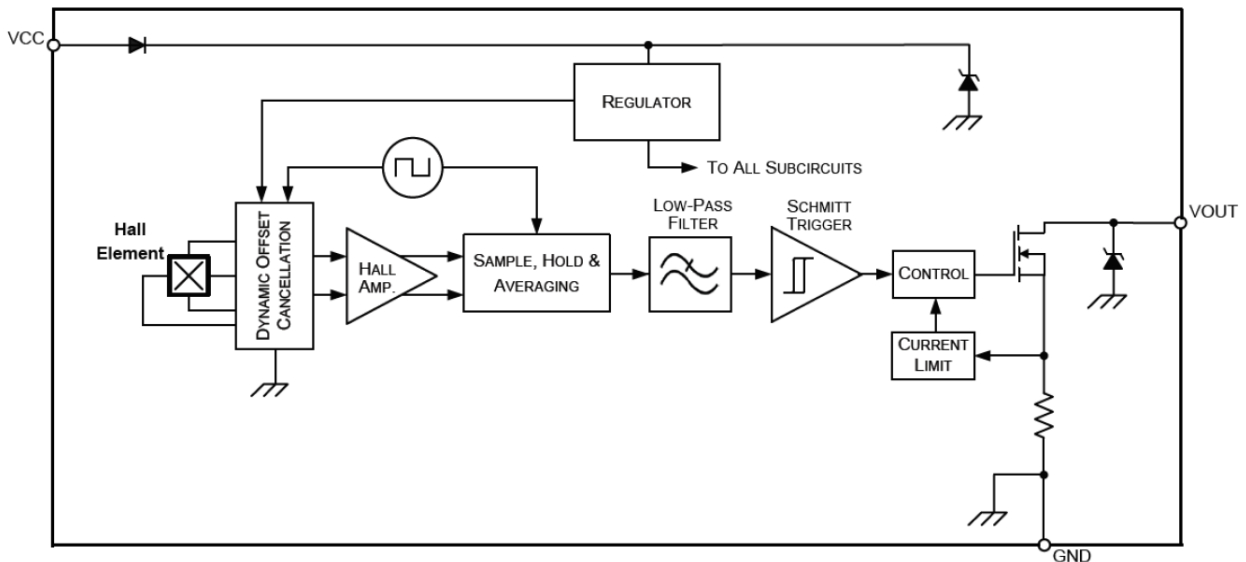 VCC
REGULATOR
TO ALL SUBCIRCUITS
Hall
Element
DYNAMIC OFFSET
CANCELLATION
HALL
AMP.
SAMPLE, HOLD &
AVERAGING
LOW-PASS
FILTER
SCHMITT
TRIGGER
CONTROL
CURRENT
LIMIT
VOUT
GND